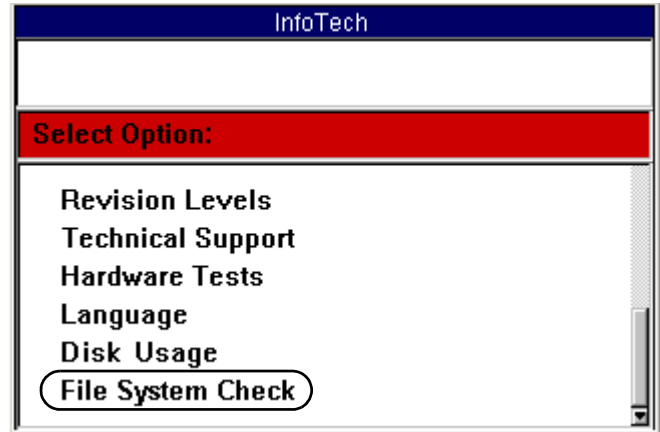 InfoTech
Select Option:
Revision Levels
Technical Support
Hardware Tests
Language
Disk Usage
File System Check